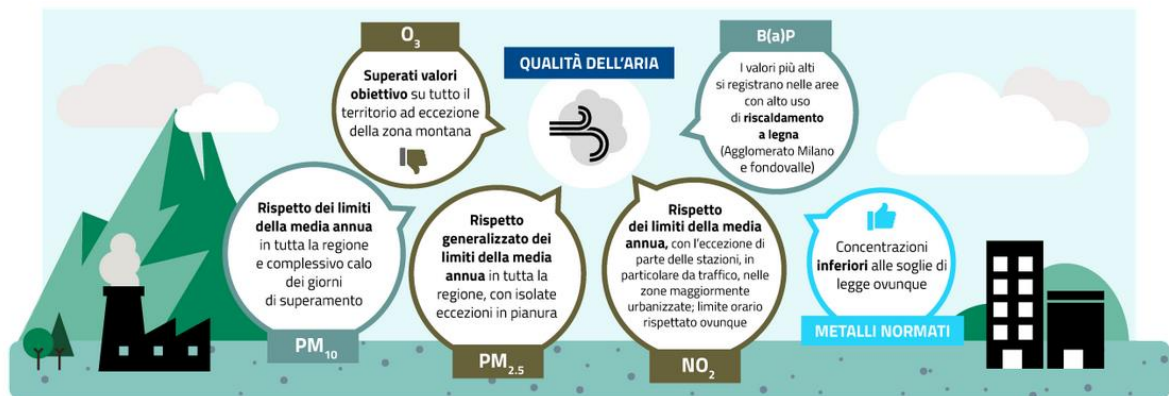 O₃
Superati valori
obiettivo su tutto il
territorio ad eccezione
della zona montana
QUALITÀ DELL'ARIA
B(a)P
I valori più alti
si registrano nelle aree
con alto uso
di riscaldamento
a legna
(Agglomerato Milano
e fondovalle)
Rispetto dei limiti
della media annua
in tutta la regione
e complessivo calo
dei giorni
di superamento
PM₁₀
Rispetto
generalizzato dei
limiti della media
annua in tutta la
regione, con isolate
eccezioni in pianura
PM₂.₅
Rispetto
dei limiti della media
annua, con l'eccezione di
parte delle stazioni, in
particolare da traffico, nelle
zone maggiormente
urbanizzate; limite orario
rispettato ovunque
NO₂
Concentrazioni
inferiori alle soglie di
legge ovunque
METALLI NORMATI